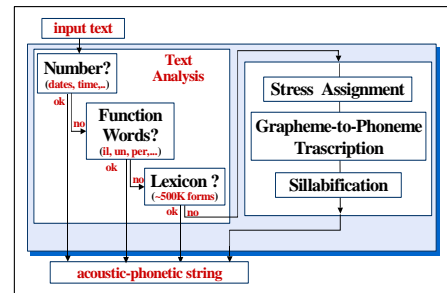 input text
Number?
(dates, time,..)
ok
no
Text
Analysis
Function
Words?
(il, un, per,...)
ok
no
Lexicon ?
(~500K forms)
ok
no
Stress Assignment
Grapheme-to-Phoneme
Trascription
Sillabification
acoustic-phonetic string